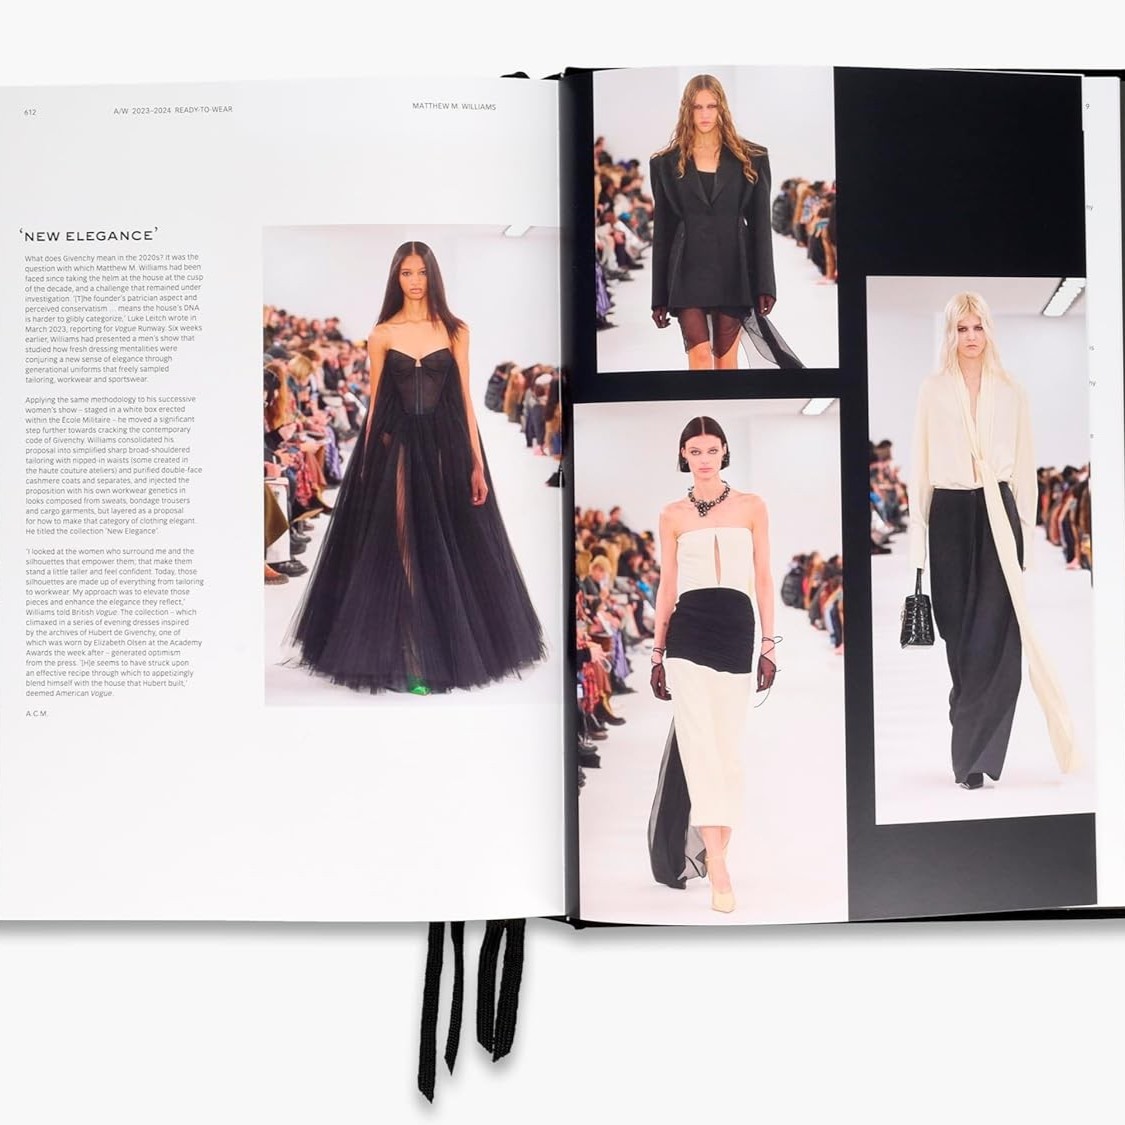 612
A/W 2023–2024 READY-TO-WEAR
MATTHEW M. WILLIAMS
‘NEW ELEGANCE’
What does Givenchy mean in the 2020s? It was the
question with which Matthew M. Williams had been
faced since taking the helm at the house at the cusp
of the decade, and a challenge that remained under
investigation. ‘[T]he founder’s patrician aspect and
perceived conservatism ... means the house’s DNA
is harder to glibly categorize,’ Luke Leitch wrote in
March 2023, reporting for Vogue Runway. Six weeks
earlier, Williams had presented a men’s show that
studied how fresh dressing mentalities were
conjuring a new sense of elegance through
generational uniforms that freely sampled
tailoring, workwear and sportswear.
Applying the same methodology to his successive
women’s show – staged in a white box erected
within the École Militaire – he moved a significant
step further towards cracking the contemporary
code of Givenchy. Williams consolidated his
proposal into simplified sharp broad-shouldered
tailoring with nipped-in waists (some created in
the haute couture ateliers) and purified double-face
cashmere coats and separates, and injected the
proposition with his own workwear genetics in
looks composed from sweats, bondage trousers
and cargo garments, but layered as a proposal
for how to make that category of clothing elegant.
He titled the collection ‘New Elegance’.
‘I looked at the women who surround me and the
silhouettes that empower them; that make them
stand a little taller and feel confident. Today, those
silhouettes are made up of everything from tailoring
to workwear. My approach was to elevate those
pieces and enhance the elegance they reflect,’
Williams told British Vogue. The collection – which
climaxed in a series of evening dresses inspired
by the archives of Hubert de Givenchy, one of
which was worn by Elizabeth Olsen at the Academy
Awards the week after – generated optimism
from the press. ‘[H]e seems to have struck upon
an effective recipe through which to appetizingly
blend himself with the house that Hubert built,’
deemed American Vogue.
A.C.M.
9